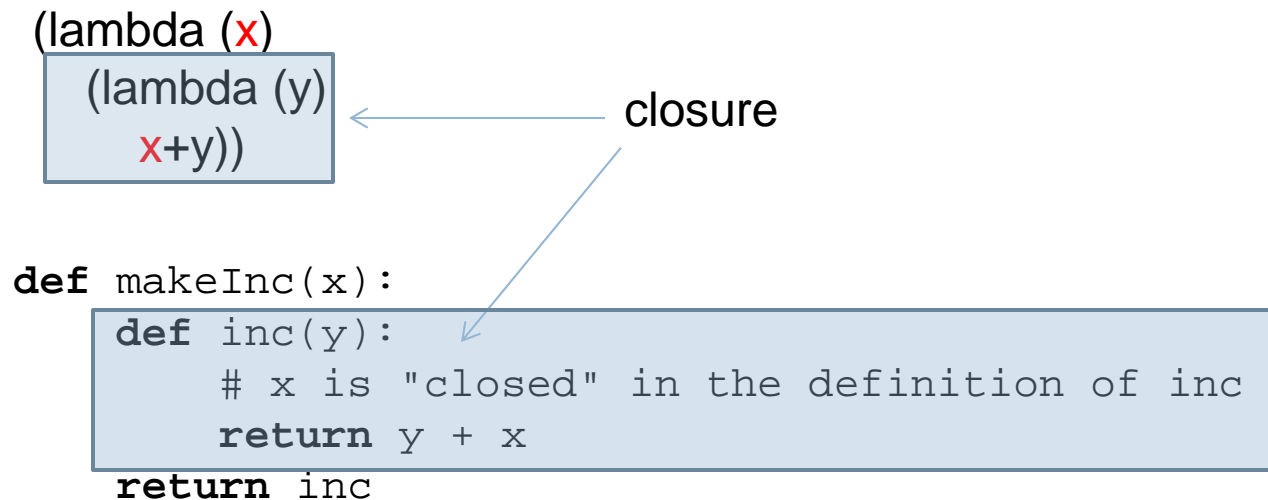 (lambda (x)
(lambda (y)
x+y))
closure
def makeInc(x):
def inc(y):
# x is "closed" in the definition of inc
return y + x
return inc